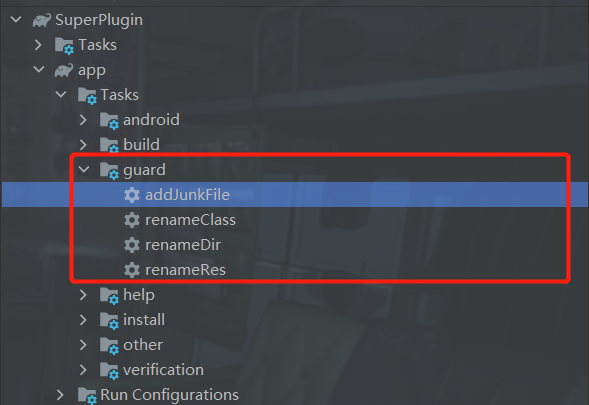 SuperPlugin
Tasks
app
Tasks
android
build
guard
addJunkFile
renameClass
renameDir
renameRes
help
install
other
verification
Run Configurations